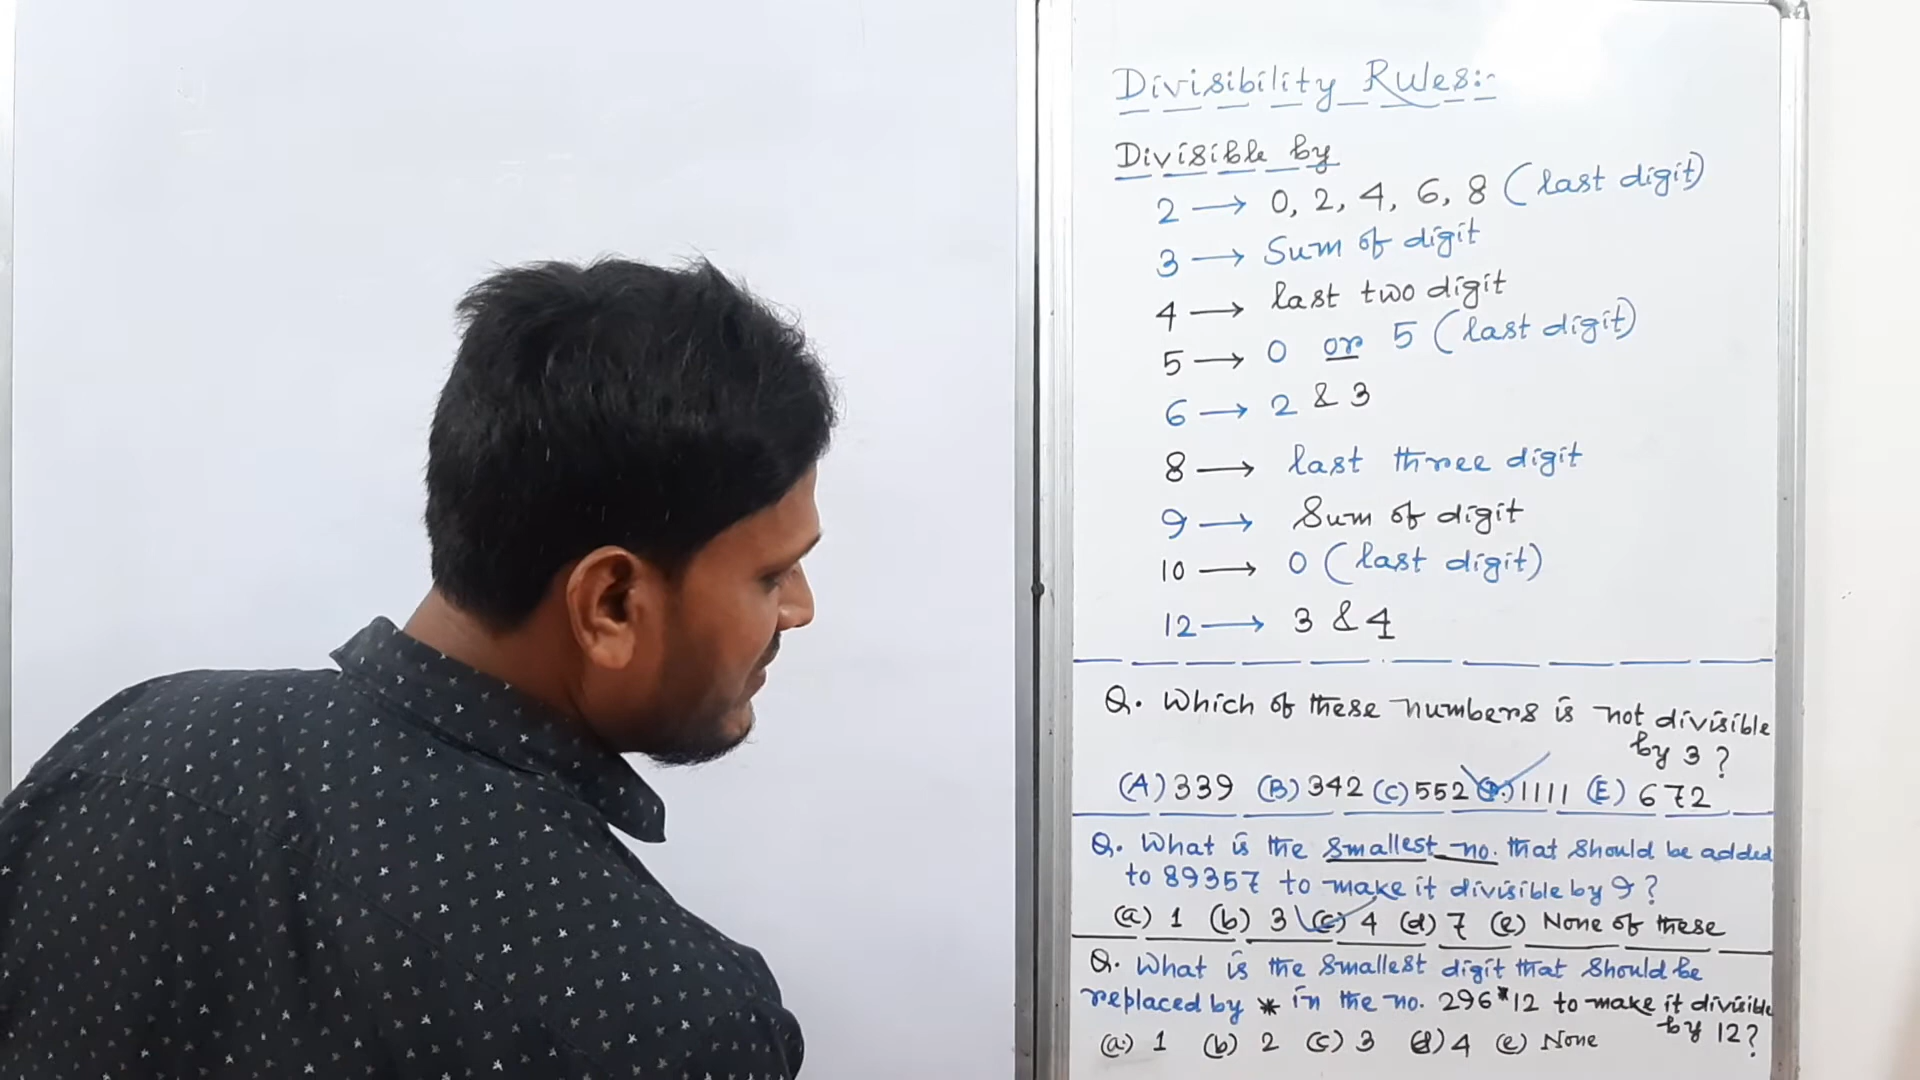 Divisibility Rules:-
Divisible by
2 → 0, 2, 4, 6, 8 (last digit)
3 → Sum of digit
4 → last two digit
5 → 0 or 5 (last digit)
6 → 2 & 3
8 → last three digit
9 → Sum of digit
10 → 0 (last digit)
12 → 3 & 4
Q. Which of these numbers is not divisible
by 3 ?
(A) 339 (B) 342 (C) 552 (D) 1111 (E) 672
Q. What is the smallest no. that should be added
to 89357 to make it divisible by 9 ?
(a) 1 (b) 3 (c) 4 (d) 7 (e) None of these
Q. What is the smallest digit that should be
replaced by * in the no. 296*12 to make it divisible
by 12?
(a) 1 (b) 2 (c) 3 (d) 4 (e) None